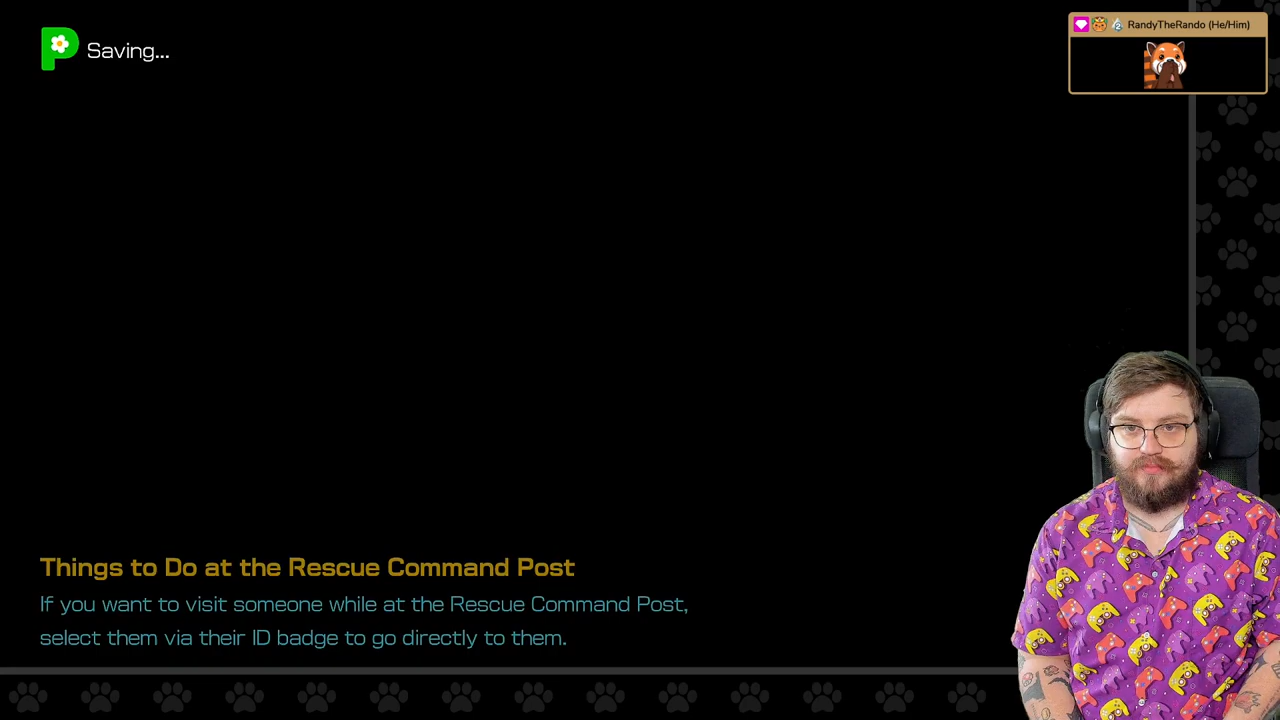 Saving...
RandyTheRando (He/Him)
Things to Do at the Rescue Command Post
If you want to visit someone while at the Rescue Command Post,
select them via their ID badge to go directly to them.